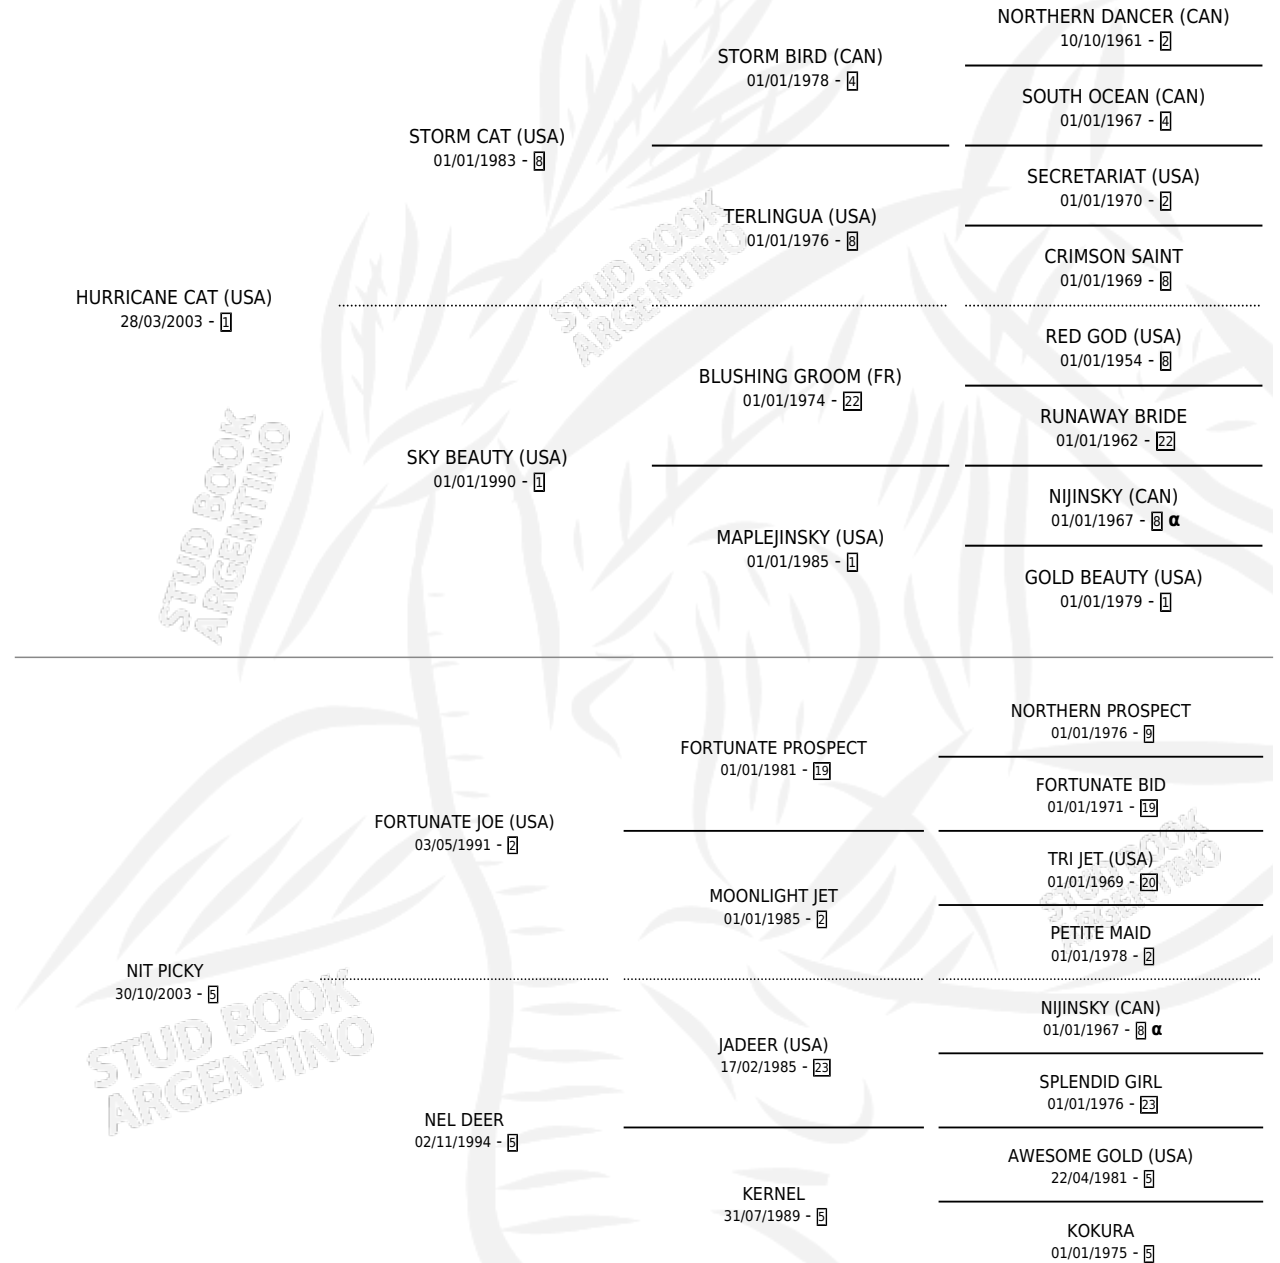 NORTHERN DANCER (CAN)
10/10/1961 - 2
STORM BIRD (CAN)
01/01/1978 - 4
SOUTH OCEAN (CAN)
01/01/1967 - 4
STORM CAT (USA)
01/01/1983 - 8
SECRETARIAT (USA)
01/01/1970 - 2
TERLINGUA (USA)
01/01/1976 - 8
CRIMSON SAINT
01/01/1969 - 8
HURRICANE CAT (USA)
28/03/2003 - 1
RED GOD (USA)
01/01/1954 - 8
BLUSHING GROOM (FR)
01/01/1974 - 22
RUNAWAY BRIDE
01/01/1962 - 22
SKY BEAUTY (USA)
01/01/1990 - 1
NIJINSKY (CAN)
01/01/1967 - 8 α
MAPLEJINSKY (USA)
01/01/1985 - 1
GOLD BEAUTY (USA)
01/01/1979 - 1
STUD BOOK
ARGENTINO
STUD BOOK
ARGENTINO
NORTHERN PROSPECT
01/01/1976 - 9
FORTUNATE PROSPECT
01/01/1981 - 19
FORTUNATE BID
01/01/1971 - 19
FORTUNATE JOE (USA)
03/05/1991 - 2
TRI JET (USA)
01/01/1969 - 20
MOONLIGHT JET
01/01/1985 - 2
PETITE MAID
01/01/1978 - 2
NIT PICKY
30/10/2003 - 5
NIJINSKY (CAN)
01/01/1967 - 8 α
JADEER (USA)
17/02/1985 - 23
SPLENDID GIRL
01/01/1976 - 23
NEL DEER
02/11/1994 - 5
AWESOME GOLD (USA)
22/04/1981 - 5
KERNEL
31/07/1989 - 5
KOKURA
01/01/1975 - 5
STUD BOOK
ARGENTINO
STUD BOOK
ARGENTINO